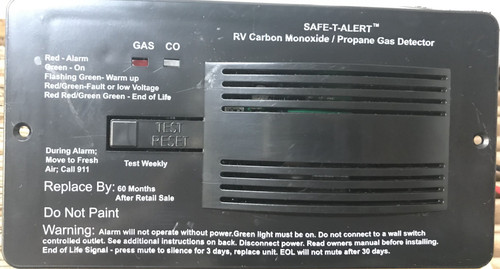 SAFE-T-ALERT™
RV Carbon Monoxide / Propane Gas Detector
GAS CO
Red - Alarm
Green - On
Flashing Green- Warm up
Red/Green-Fault or low Voltage
Red Red/Green Green - End of Life
TEST
RESET
During Alarm;
Move to Fresh
Air; Call 911
Test Weekly
Replace By: 60 Months
After Retail Sale
Do Not Paint
Warning: Alarm will not operate without power.Green light must be on. Do not connect to a wall switch
controlled outlet. See additional instructions on back. Disconnect power. Read owners manual before installing.
End of Life Signal - press mute to silence for 3 days, replace unit. EOL will not mute after 30 days.